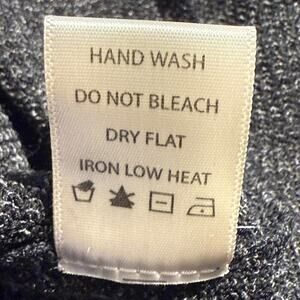 HAND WASH
DO NOT BLEACH
DRY FLAT
IRON LOW HEAT